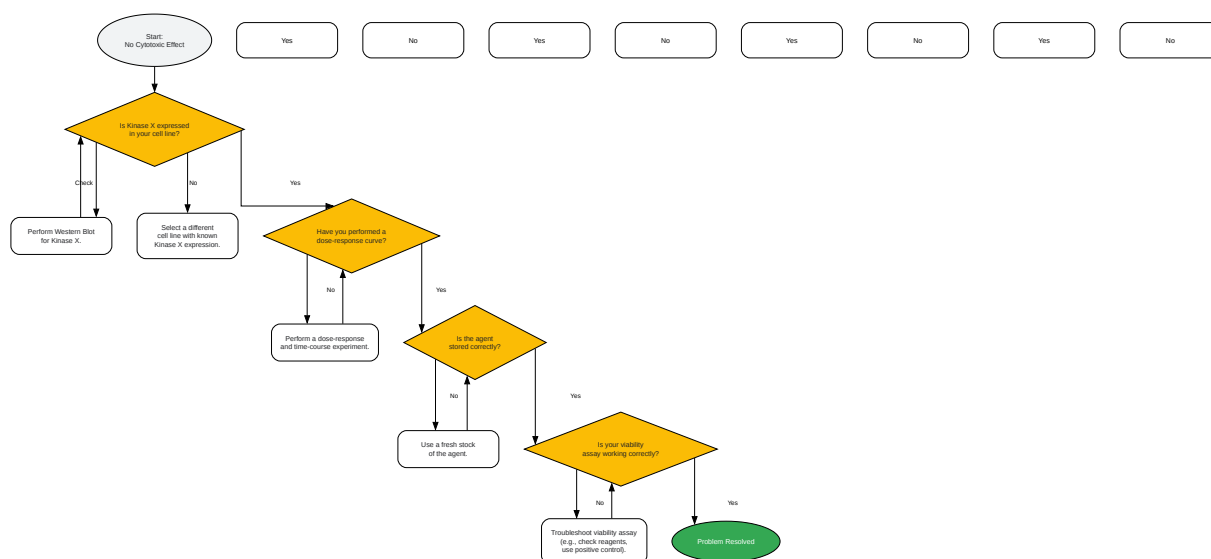 Start:
No Cytotoxic Effect
Yes
No
Yes
No
Yes
No
Yes
No
Is Kinase X expressed
in your cell line?
Check
No
Yes
Perform Western Blot
for Kinase X.
Select a different
cell line with known
Kinase X expression.
Have you performed a
dose-response curve?
No
Yes
Perform a dose-response
and time-course experiment.
Is the agent
stored correctly?
No
Yes
Use a fresh stock
of the agent.
Is your viability
assay working correctly?
No
Yes
Troubleshoot viability assay
(e.g., check reagents,
use positive control).
Problem Resolved